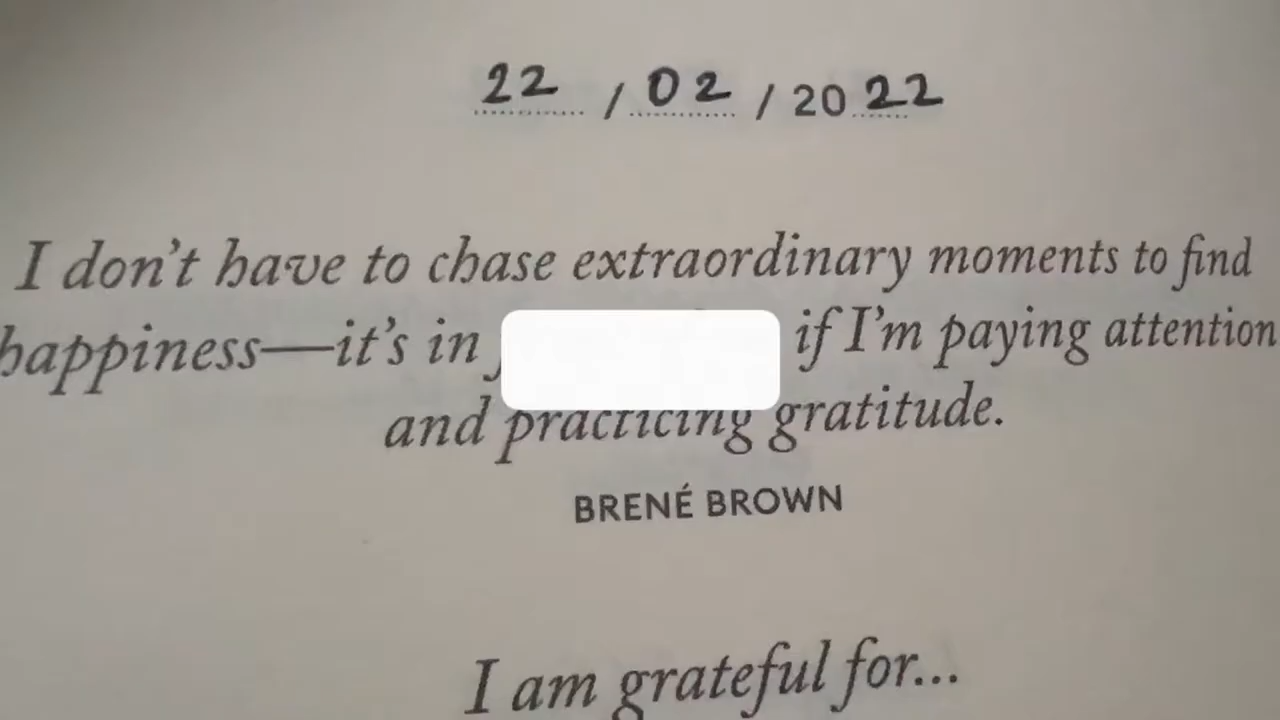 22 / 02 / 2022
I don't have to chase extraordinary moments to find
happiness—it's in if I'm paying attention
and practicing gratitude.
BRENÉ BROWN
I am grateful for...